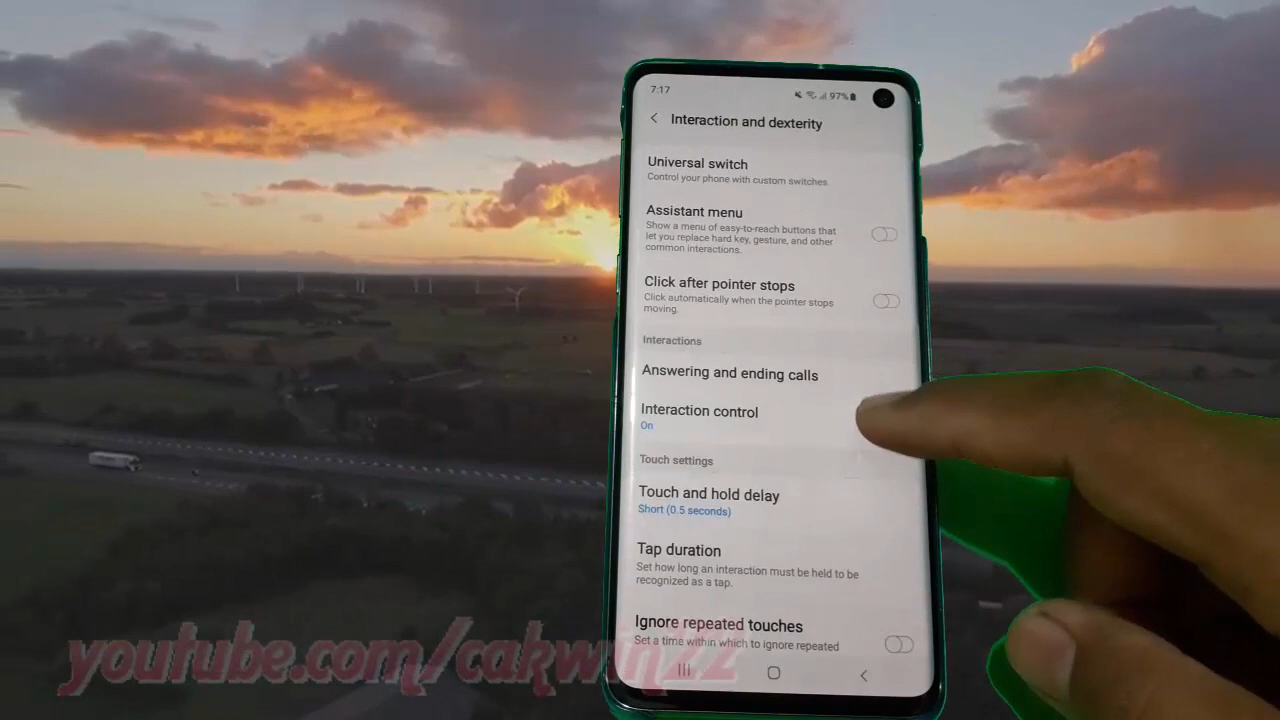 7:17
97%
Interaction and dexterity
Universal switch
Control your phone with custom switches.
Assistant menu
Show a menu of easy-to-reach buttons that
let you replace hard key, gesture, and other
common interactions.
Click after pointer stops
Click automatically when the pointer stops
moving.
Interactions
Answering and ending calls
Interaction control
On
Touch settings
Touch and hold delay
Short (0.5 seconds)
Tap duration
Set how long an interaction must be held to be
recognized as a tap.
Ignore repeated touches
Set a time within which to ignore repeated
youtube.com/cakwin22